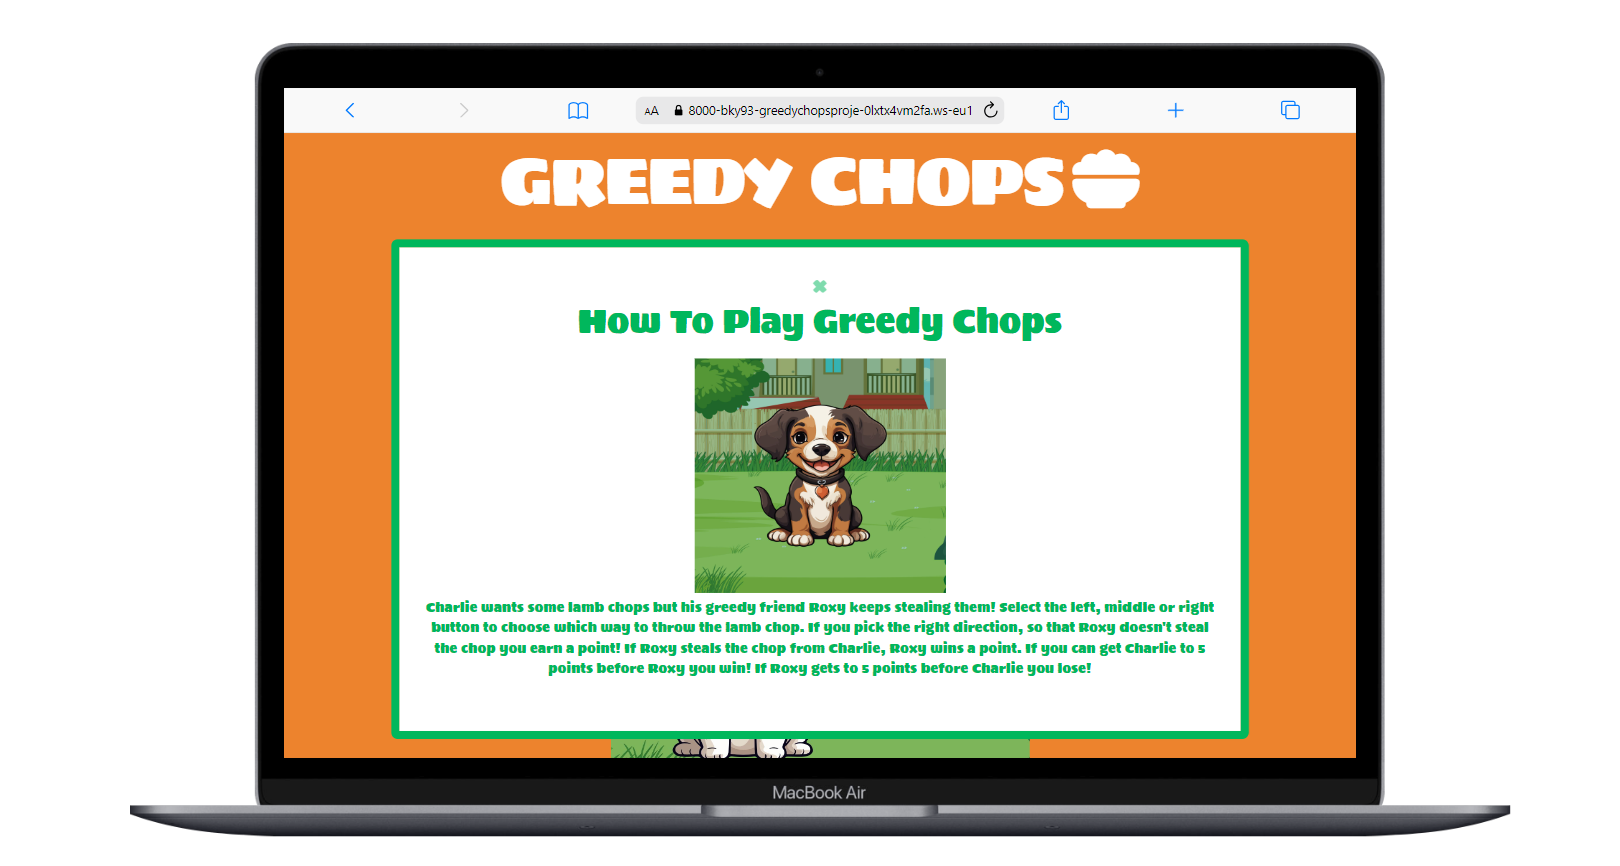 AA 8000-bky93-greedychopsproje-0lxtx4vm2fa.ws-eu1
GREEDY CHOPS
How To Play Greedy Chops
Charlie wants some lamb chops but his greedy friend Roxy keeps stealing them! Select the left, middle or right
button to choose which way to throw the lamb chop. If you pick the right direction, so that Roxy doesn't steal
the chop you earn a point! If Roxy steals the chop from Charlie, Roxy wins a point. If you can get Charlie to 5
points before Roxy you win! If Roxy gets to 5 points before Charlie you lose!
MacBook Air